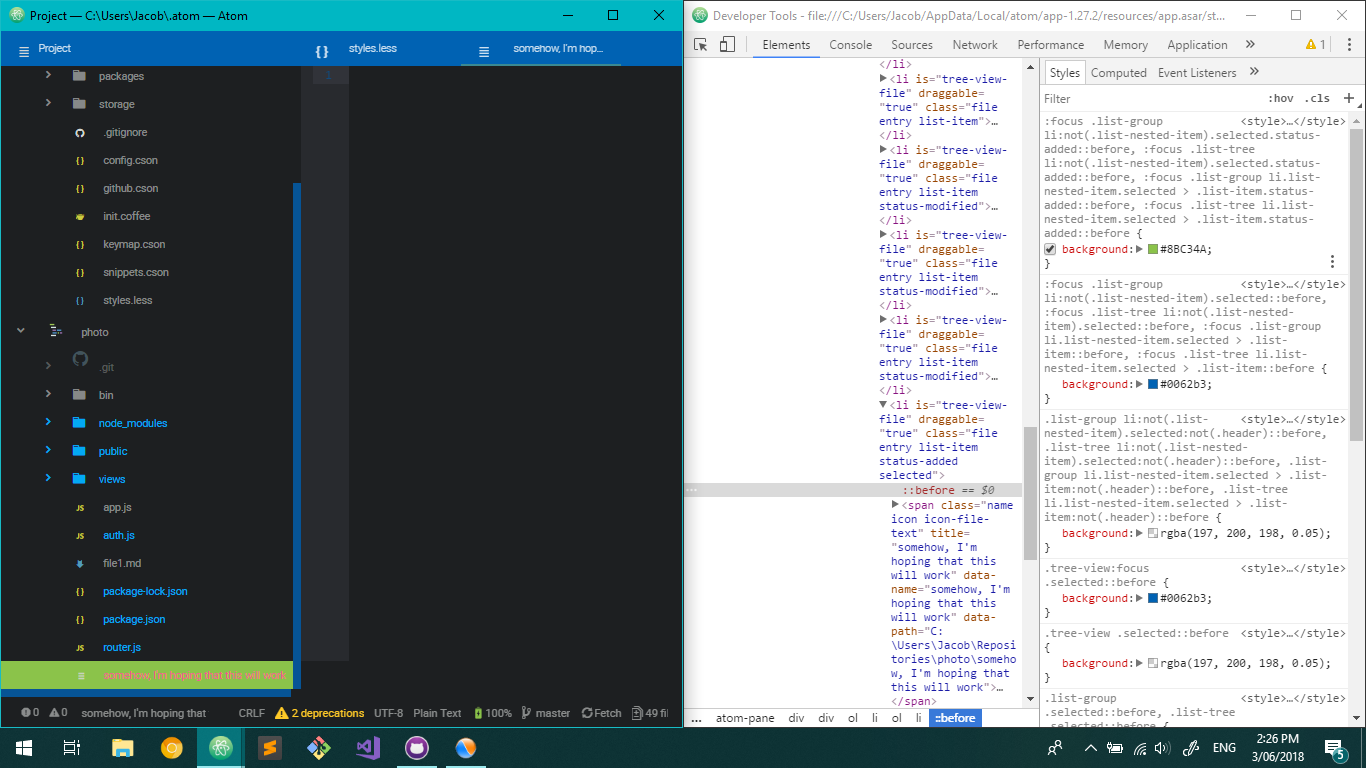 Project — C:\Users\Jacob\.atom — Atom
Project
styles.less
somehow, I'm hop...
1
packages
storage
.gitignore
config.cson
github.cson
init.coffee
keymap.cson
snippets.cson
styles.less
photo
.git
bin
node_modules
public
views
app.js
auth.js
file1.md
package-lock.json
package.json
router.js
somehow, I'm hoping that this will work
0 0 somehow, I'm hoping that CRLF 2 deprecations UTF-8 Plain Text 100% master Fetch 49 fil
Developer Tools - file:///C:/Users/Jacob/AppData/Local/atom/app-1.27.2/resources/app.asar/st...
Elements Console Sources Network Performance Memory Application » 1
</li>
<li is="tree-view-
file" draggable=
"true" class="file
entry list-item">…
</li>
<li is="tree-view-
file" draggable=
"true" class="file
entry list-item
status-modified">…
</li>
<li is="tree-view-
file" draggable=
"true" class="file
entry list-item
status-modified">…
</li>
<li is="tree-view-
file" draggable=
"true" class="file
entry list-item
status-modified">…
</li>
<li is="tree-view-
file" draggable=
"true" class="file
entry list-item
status-added
selected">
... ::before == $0
<span class="name
icon icon-file-
text" title=
"somehow, I'm
hoping that this
will work" data-
name="somehow, I'm
hoping that this
will work" data-
path="C:
\Users\Jacob\Reposi
tories\photo\someho
w, I'm hoping that
this will work">…
</span>
... atom-pane div div ol li ol li ::before
Styles Computed Event Listeners »
Filter :hov .cls +
:focus .list-group <style>…</style>
li:not(.list-nested-item).selected.status-
added::before, :focus .list-tree
li:not(.list-nested-item).selected.status-
added::before, :focus .list-group li.list-
nested-item.selected > .list-item.status-
added::before, :focus .list-tree li.list-
nested-item.selected > .list-item.status-
added::before {
background: #8BC34A;
}
:focus .list-group <style>…</style>
li:not(.list-nested-item).selected::before,
:focus .list-tree li:not(.list-nested-
item).selected::before, :focus .list-group
li.list-nested-item.selected > .list-
item::before, :focus .list-tree li.list-
nested-item.selected > .list-item::before {
background: #0062b3;
}
.list-group li:not(.list- <style>…</style>
nested-item).selected:not(.header)::before,
.list-tree li:not(.list-nested-
item).selected:not(.header)::before, .list-
group li.list-nested-item.selected > .list-
item:not(.header)::before, .list-tree
li.list-nested-item.selected > .list-
item:not(.header)::before {
background: rgba(197, 200, 198, 0.05);
}
.tree-view:focus <style>…</style>
.selected::before {
background: #0062b3;
}
.tree-view .selected::before <style>…</style>
{
background: rgba(197, 200, 198, 0.05);
}
.list-group <style>…</style>
.selected::before, .list-tree
.selected::before {
ENG
2:26 PM
3/06/2018
5